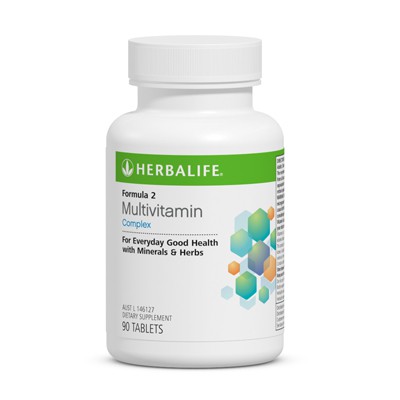 HERBALIFE®
Formula 2
Multivitamin
Complex
For Everyday Good Health
with Minerals & Herbs
AUST L 146127
DIETARY SUPPLEMENT
90 TABLETS